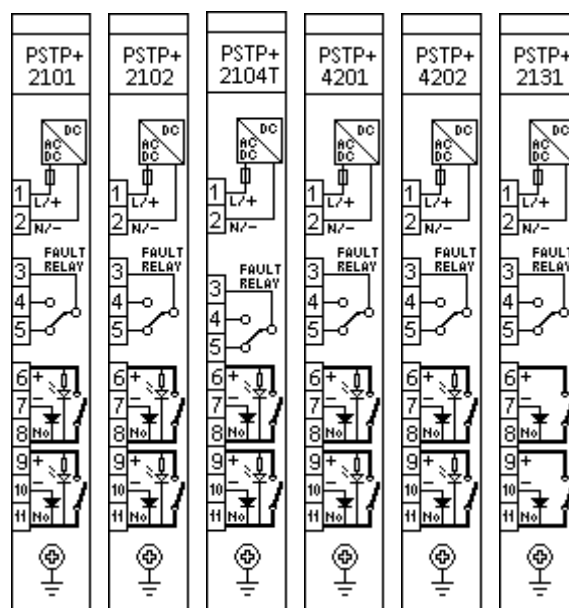 PSTP+
2101
DC
AC
DC
1 L/+
2 N/-
FAULT
3 RELAY
4
5
6 +
7 -
8 No
9 +
10 -
11 No
PSTP+
2102
DC
AC
DC
1 L/+
2 N/-
FAULT
3 RELAY
4
5
6 +
7 -
8 No
9 +
10 -
11 No
PSTP+
2104T
DC
AC
DC
1 L/+
2 N/-
FAULT
3 RELAY
4
5
6 +
7 -
8 No
9 +
10 -
11 No
PSTP+
4201
DC
AC
DC
1 L/+
2 N/-
FAULT
3 RELAY
4
5
6 +
7 -
8 No
9 +
10 -
11 No
PSTP+
4202
DC
AC
DC
1 L/+
2 N/-
FAULT
3 RELAY
4
5
6 +
7 -
8 No
9 +
10 -
11 No
PSTP+
2131
DC
AC
DC
1 L/+
2 N/-
FAULT
3 RELAY
4
5
6 +
7 -
8 No
9 +
10 -
11 No